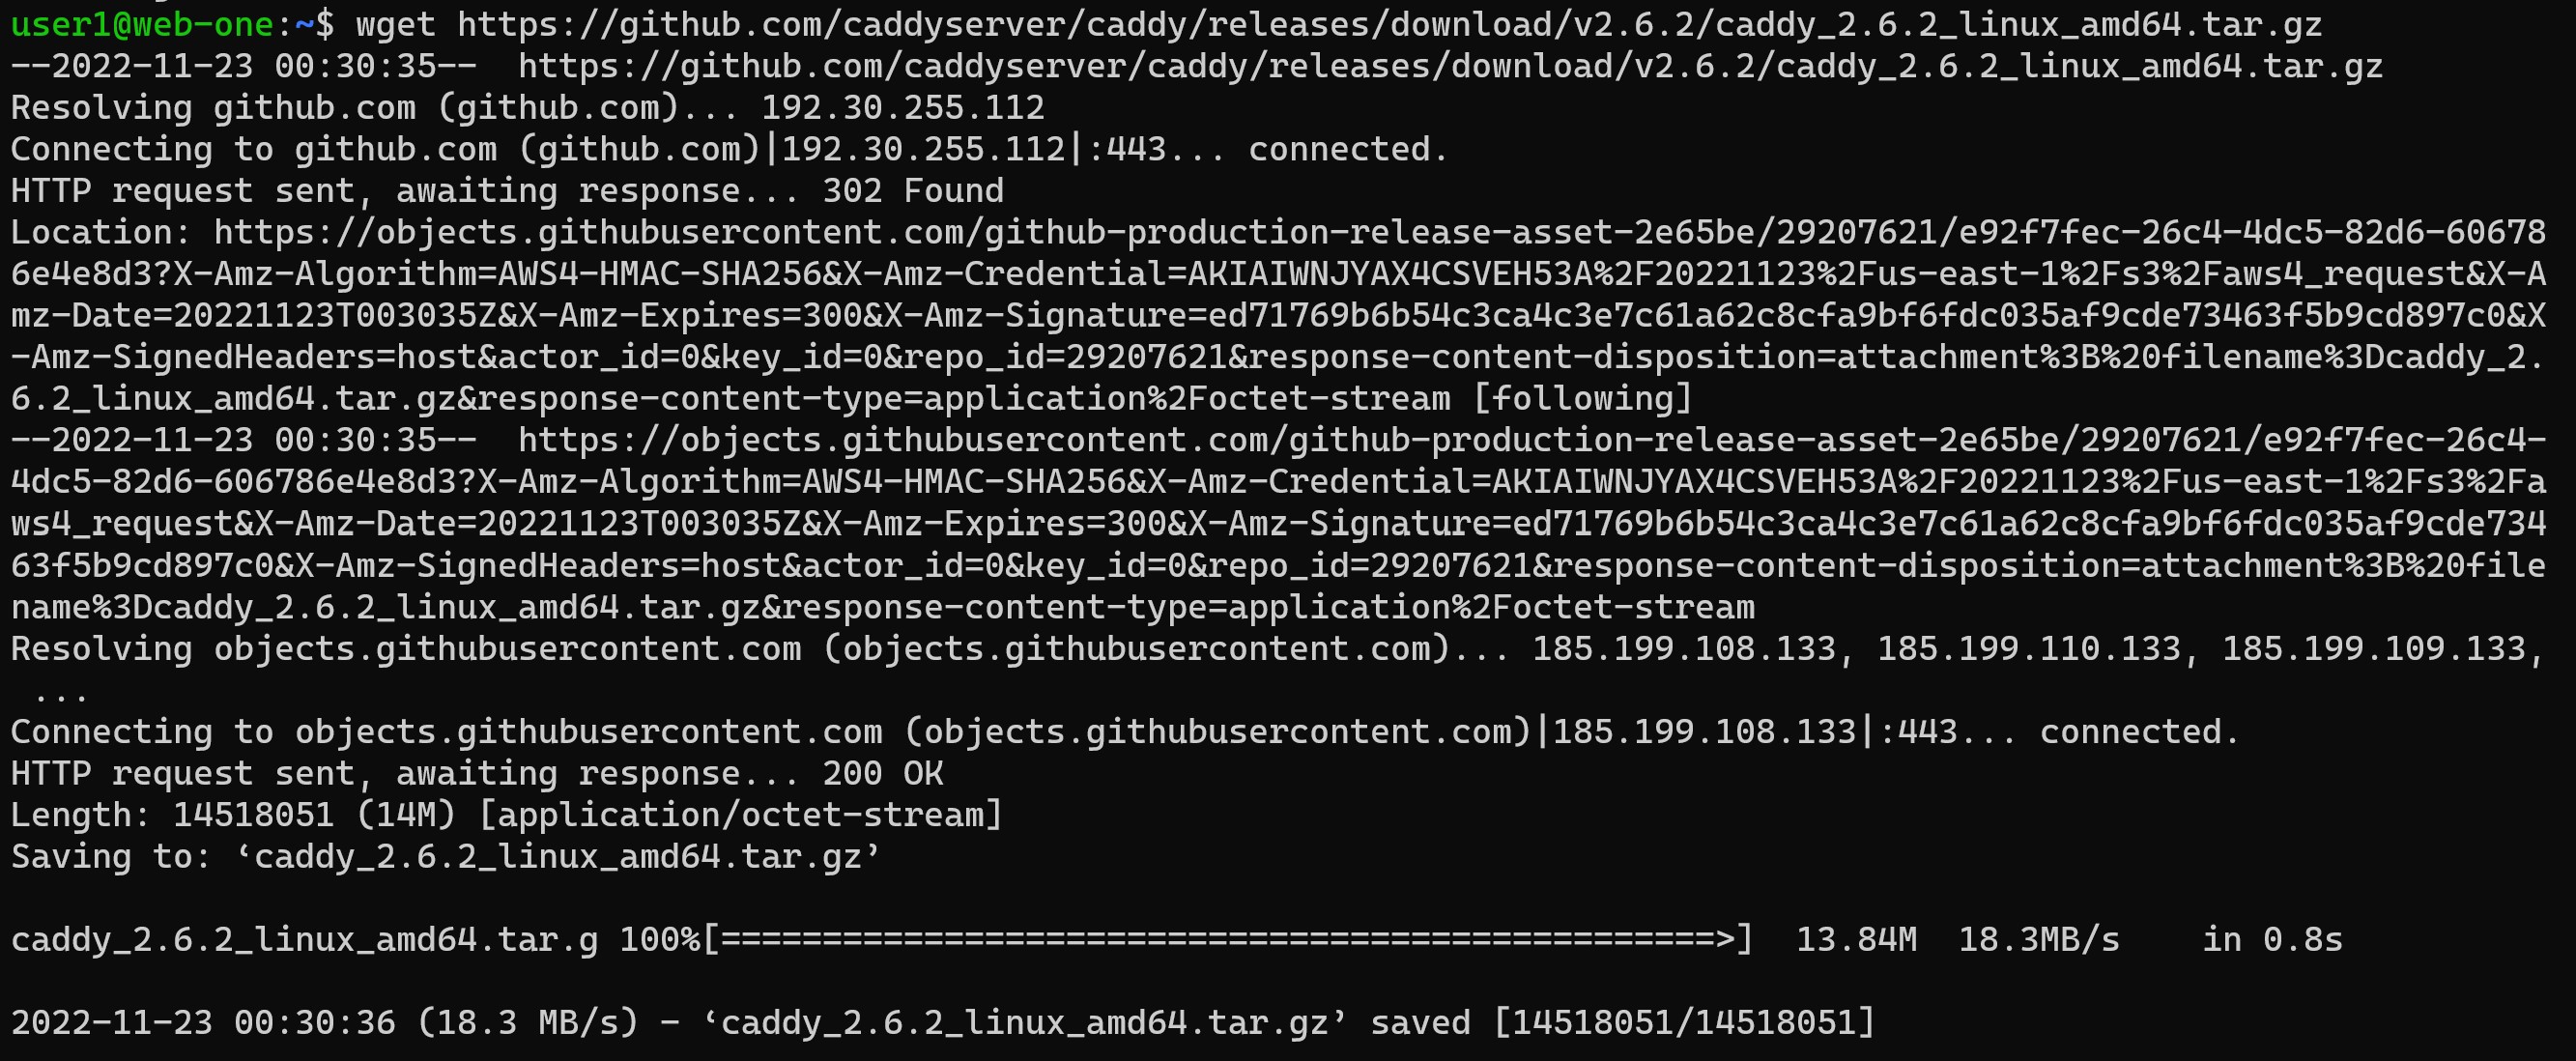 user1@web-one:~$ wget https://github.com/caddyserver/caddy/releases/download/v2.6.2/caddy_2.6.2_linux_amd64.tar.gz
--2022-11-23 00:30:35--  https://github.com/caddyserver/caddy/releases/download/v2.6.2/caddy_2.6.2_linux_amd64.tar.gz
Resolving github.com (github.com)... 192.30.255.112
Connecting to github.com (github.com)|192.30.255.112|:443... connected.
HTTP request sent, awaiting response... 302 Found
Location: https://objects.githubusercontent.com/github-production-release-asset-2e65be/29207621/e92f7fec-26c4-4dc5-82d6-60678
6e4e8d3?X-Amz-Algorithm=AWS4-HMAC-SHA256&X-Amz-Credential=AKIAIWNJYAX4CSVEH53A%2F20221123%2Fus-east-1%2Fs3%2Faws4_request&X-A
mz-Date=20221123T003035Z&X-Amz-Expires=300&X-Amz-Signature=ed71769b6b54c3ca4c3e7c61a62c8cfa9bf6fdc035af9cde73463f5b9cd897c0&X
-Amz-SignedHeaders=host&actor_id=0&key_id=0&repo_id=29207621&response-content-disposition=attachment%3B%20filename%3Dcaddy_2.
6.2_linux_amd64.tar.gz&response-content-type=application%2Foctet-stream [following]
--2022-11-23 00:30:35--  https://objects.githubusercontent.com/github-production-release-asset-2e65be/29207621/e92f7fec-26c4-
4dc5-82d6-606786e4e8d3?X-Amz-Algorithm=AWS4-HMAC-SHA256&X-Amz-Credential=AKIAIWNJYAX4CSVEH53A%2F20221123%2Fus-east-1%2Fs3%2Fa
ws4_request&X-Amz-Date=20221123T003035Z&X-Amz-Expires=300&X-Amz-Signature=ed71769b6b54c3ca4c3e7c61a62c8cfa9bf6fdc035af9cde734
63f5b9cd897c0&X-Amz-SignedHeaders=host&actor_id=0&key_id=0&repo_id=29207621&response-content-disposition=attachment%3B%20file
name%3Dcaddy_2.6.2_linux_amd64.tar.gz&response-content-type=application%2Foctet-stream
Resolving objects.githubusercontent.com (objects.githubusercontent.com)... 185.199.108.133, 185.199.110.133, 185.199.109.133,
 ...
Connecting to objects.githubusercontent.com (objects.githubusercontent.com)|185.199.108.133|:443... connected.
HTTP request sent, awaiting response... 200 OK
Length: 14518051 (14M) [application/octet-stream]
Saving to: ‘caddy_2.6.2_linux_amd64.tar.gz’
caddy_2.6.2_linux_amd64.tar.g 100%[=================================================>]  13.84M  18.3MB/s    in 0.8s
2022-11-23 00:30:36 (18.3 MB/s) - ‘caddy_2.6.2_linux_amd64.tar.gz’ saved [14518051/14518051]